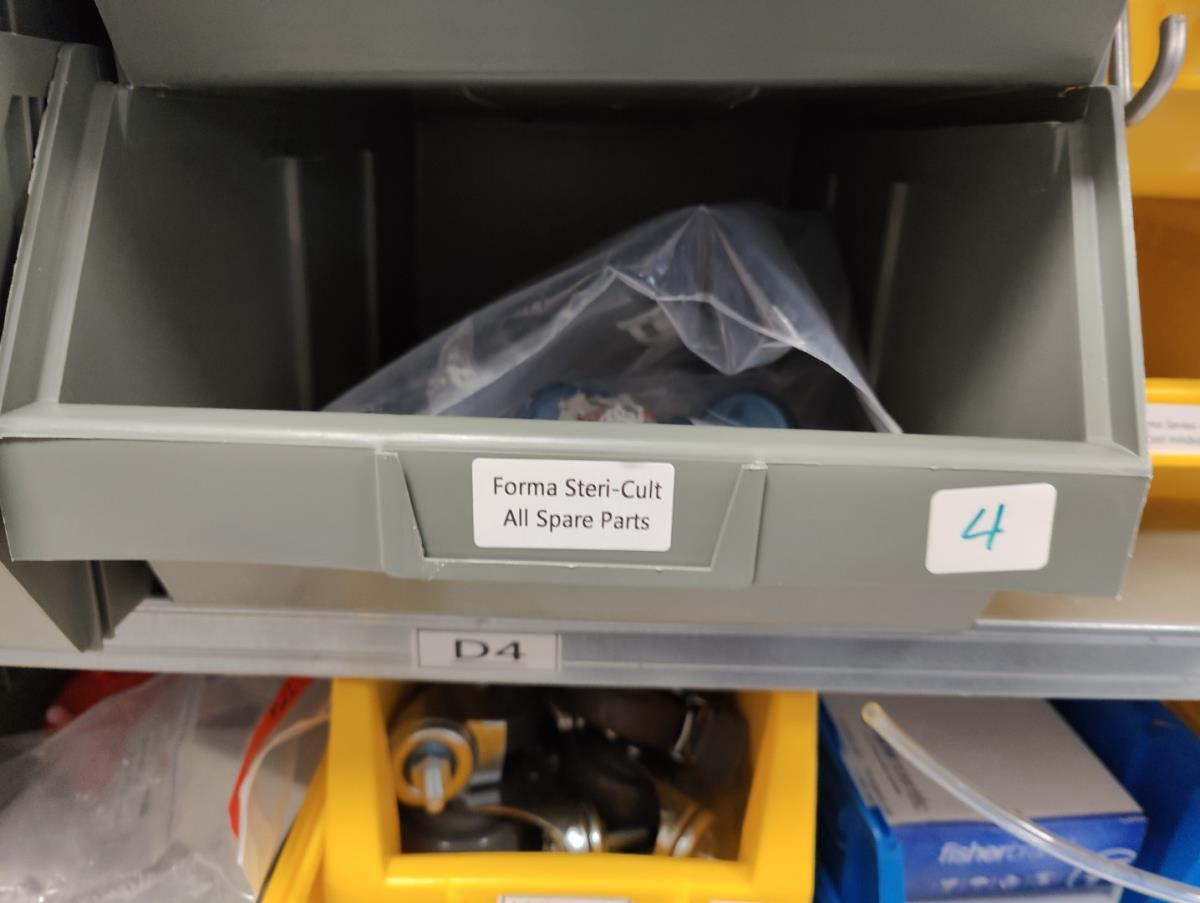 Forma Steri-Cult
All Spare Parts
4
D4
fisher